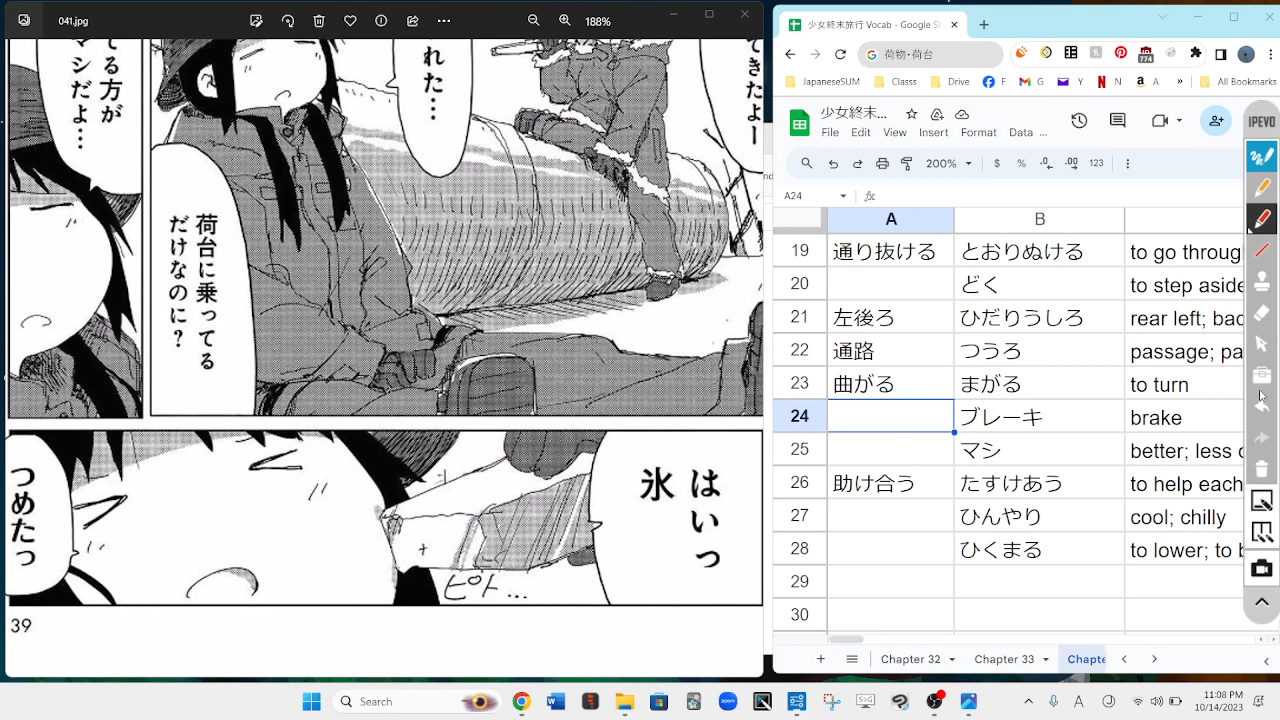 041.jpg
188%
てる方が
マシだよ…
れた…
てきたよー
荷台に乗ってる
だけなのに？
はいっ
氷
つめたっ
ピト…
39
少女終末旅行 Vocab - Google S
荷物・荷台
774
JapaneseSUM
Class
Drive
F
G
Y
N
A
All Bookmarks
少女終末...
File Edit View Insert Format Data ...
IPEVO
200%
$ % .0 .00 123
A24
fx
A B
19 通り抜ける とおりぬける to go throug
20 どく to step aside
21 左後ろ ひだりうしろ rear left; bac
22 通路 つうろ passage; pa
23 曲がる まがる to turn
24 ブレーキ brake
25 マシ better; less
26 助け合う たすけあう to help each
27 ひんやり cool; chilly
28 ひくまる to lower; to b
29
30
Chapter 32 Chapter 33 Chapte
Search
zoom
11:08 PM
10/14/2023